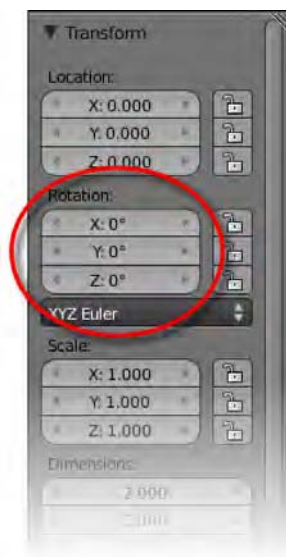 Transform
Location:
X: 0.000
Y: 0.000
Z: 0.000
Rotation:
X: 0°
Y: 0°
Z: 0°
XYZ Euler
Scale:
X: 1.000
Y: 1.000
Z: 1.000
Dimensions:
2.000